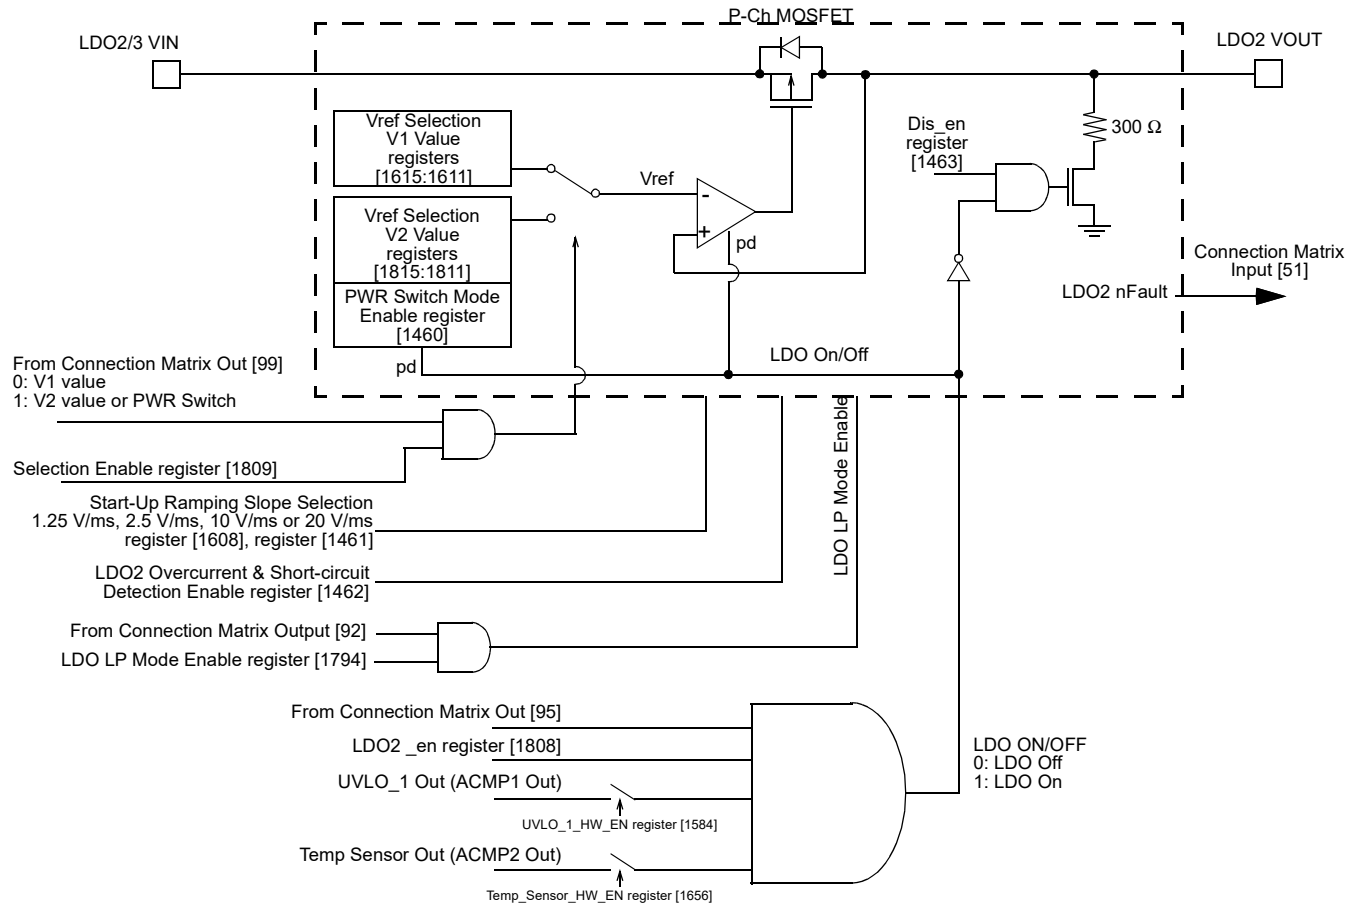 P-Ch MOSFET
LDO2/3 VIN
LDO2 VOUT
Vref Selection
V1 Value
registers
[1615:1611]
Vref Selection
V2 Value
registers
[1815:1811]
PWR Switch Mode
Enable register
[1460]
Vref
-
+
pd
Dis_en
register
[1463]
300 Ω
Connection Matrix
Input [51]
LDO2 nFault
LDO On/Off
pd
From Connection Matrix Out [99]
0: V1 value
1: V2 value or PWR Switch
Selection Enable register [1809]
Start-Up Ramping Slope Selection
1.25 V/ms, 2.5 V/ms, 10 V/ms or 20 V/ms
register [1608], register [1461]
LDO2 Overcurrent & Short-circuit
Detection Enable register [1462]
LDO LP Mode Enable
From Connection Matrix Output [92]
LDO LP Mode Enable register [1794]
From Connection Matrix Out [95]
LDO2 _en register [1808]
UVLO_1 Out (ACMP1 Out)
UVLO_1_HW_EN register [1584]
Temp Sensor Out (ACMP2 Out)
Temp_Sensor_HW_EN register [1656]
LDO ON/OFF
0: LDO Off
1: LDO On